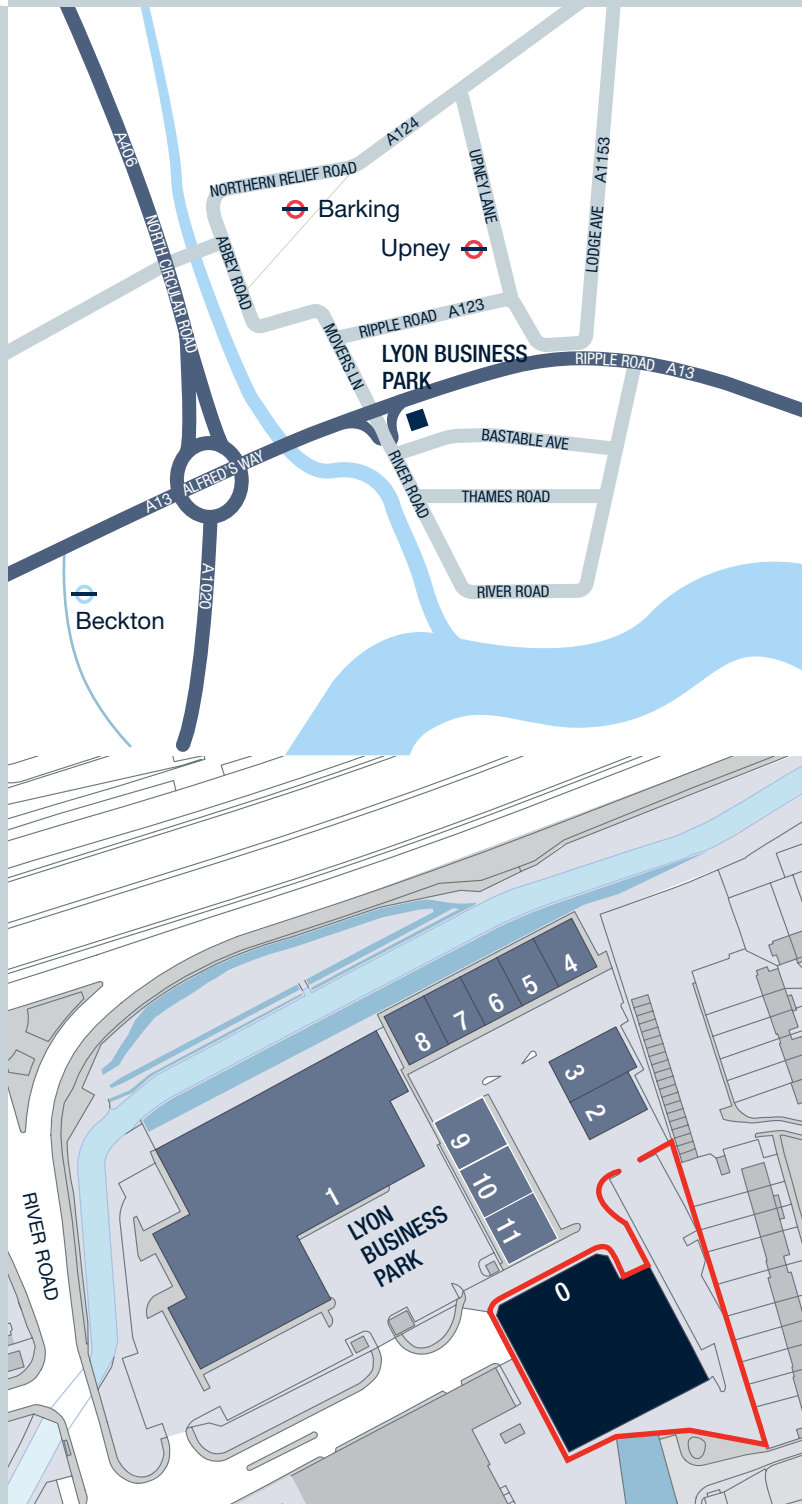 A406
NORTH CIRCULAR ROAD
A124
NORTHERN RELIEF ROAD
Barking
UPNEY LANE
Upney
LODGE AVE A1153
ABBEY ROAD
RIPPLE ROAD A123
MOVERS LN
LYON BUSINESS
PARK
RIPPLE ROAD A13
BASTABLE AVE
A13 ALFRED'S WAY
RIVER ROAD
THAMES ROAD
A1020
RIVER ROAD
Beckton
4
5
6
7
8
3
2
9
10
11
1
LYON
BUSINESS
PARK
RIVER ROAD
0